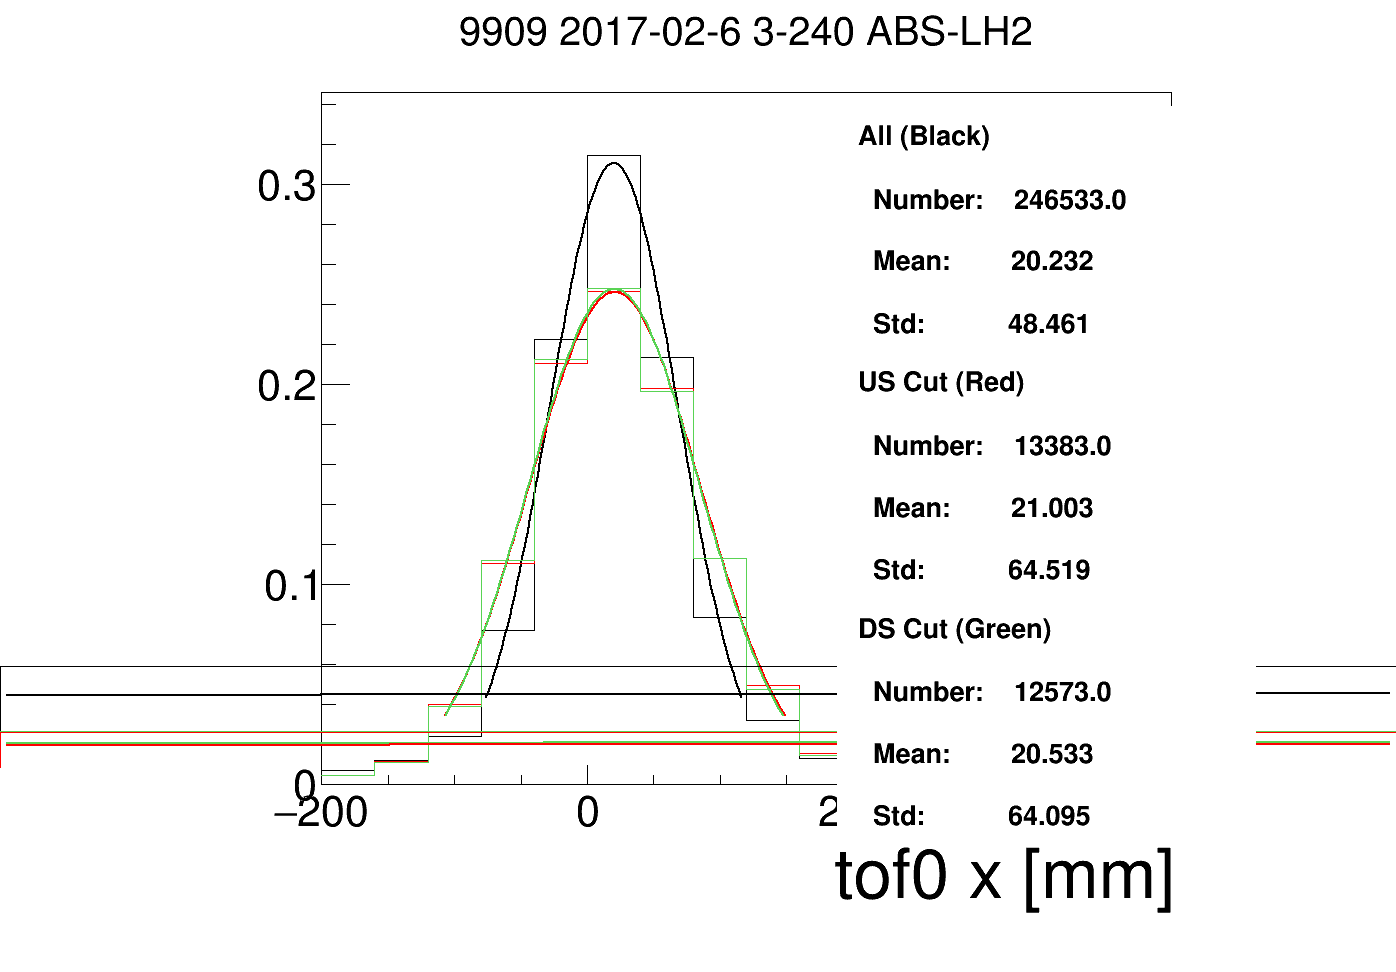 9909 2017-02-6 3-240 ABS-LH2
All (Black)
Number: 246533.0
Mean: 20.232
Std: 48.461
US Cut (Red)
Number: 13383.0
Mean: 21.003
Std: 64.519
DS Cut (Green)
Number: 12573.0
Mean: 20.533
Std: 64.095
0.3
0.2
0.1
0
−200 0 2
tof0 x [mm]